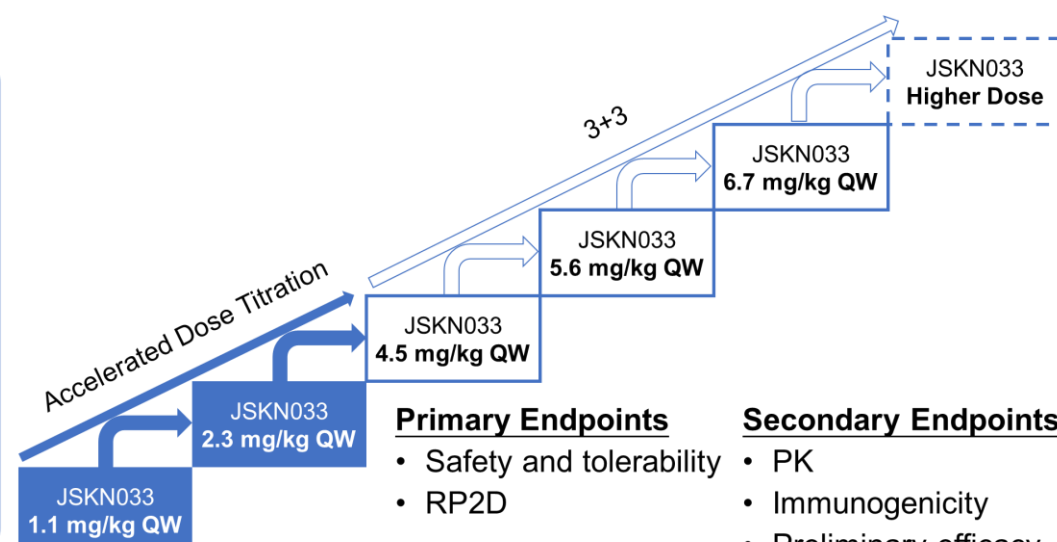 JSKN033
Higher Dose
3+3
JSKN033
6.7 mg/kg QW
JSKN033
5.6 mg/kg QW
Accelerated Dose Titration
JSKN033
4.5 mg/kg QW
JSKN033
2.3 mg/kg QW
JSKN033
1.1 mg/kg QW
Primary Endpoints
• Safety and tolerability
• RP2D
Secondary Endpoints
• PK
• Immunogenicity
• Preliminary efficacy